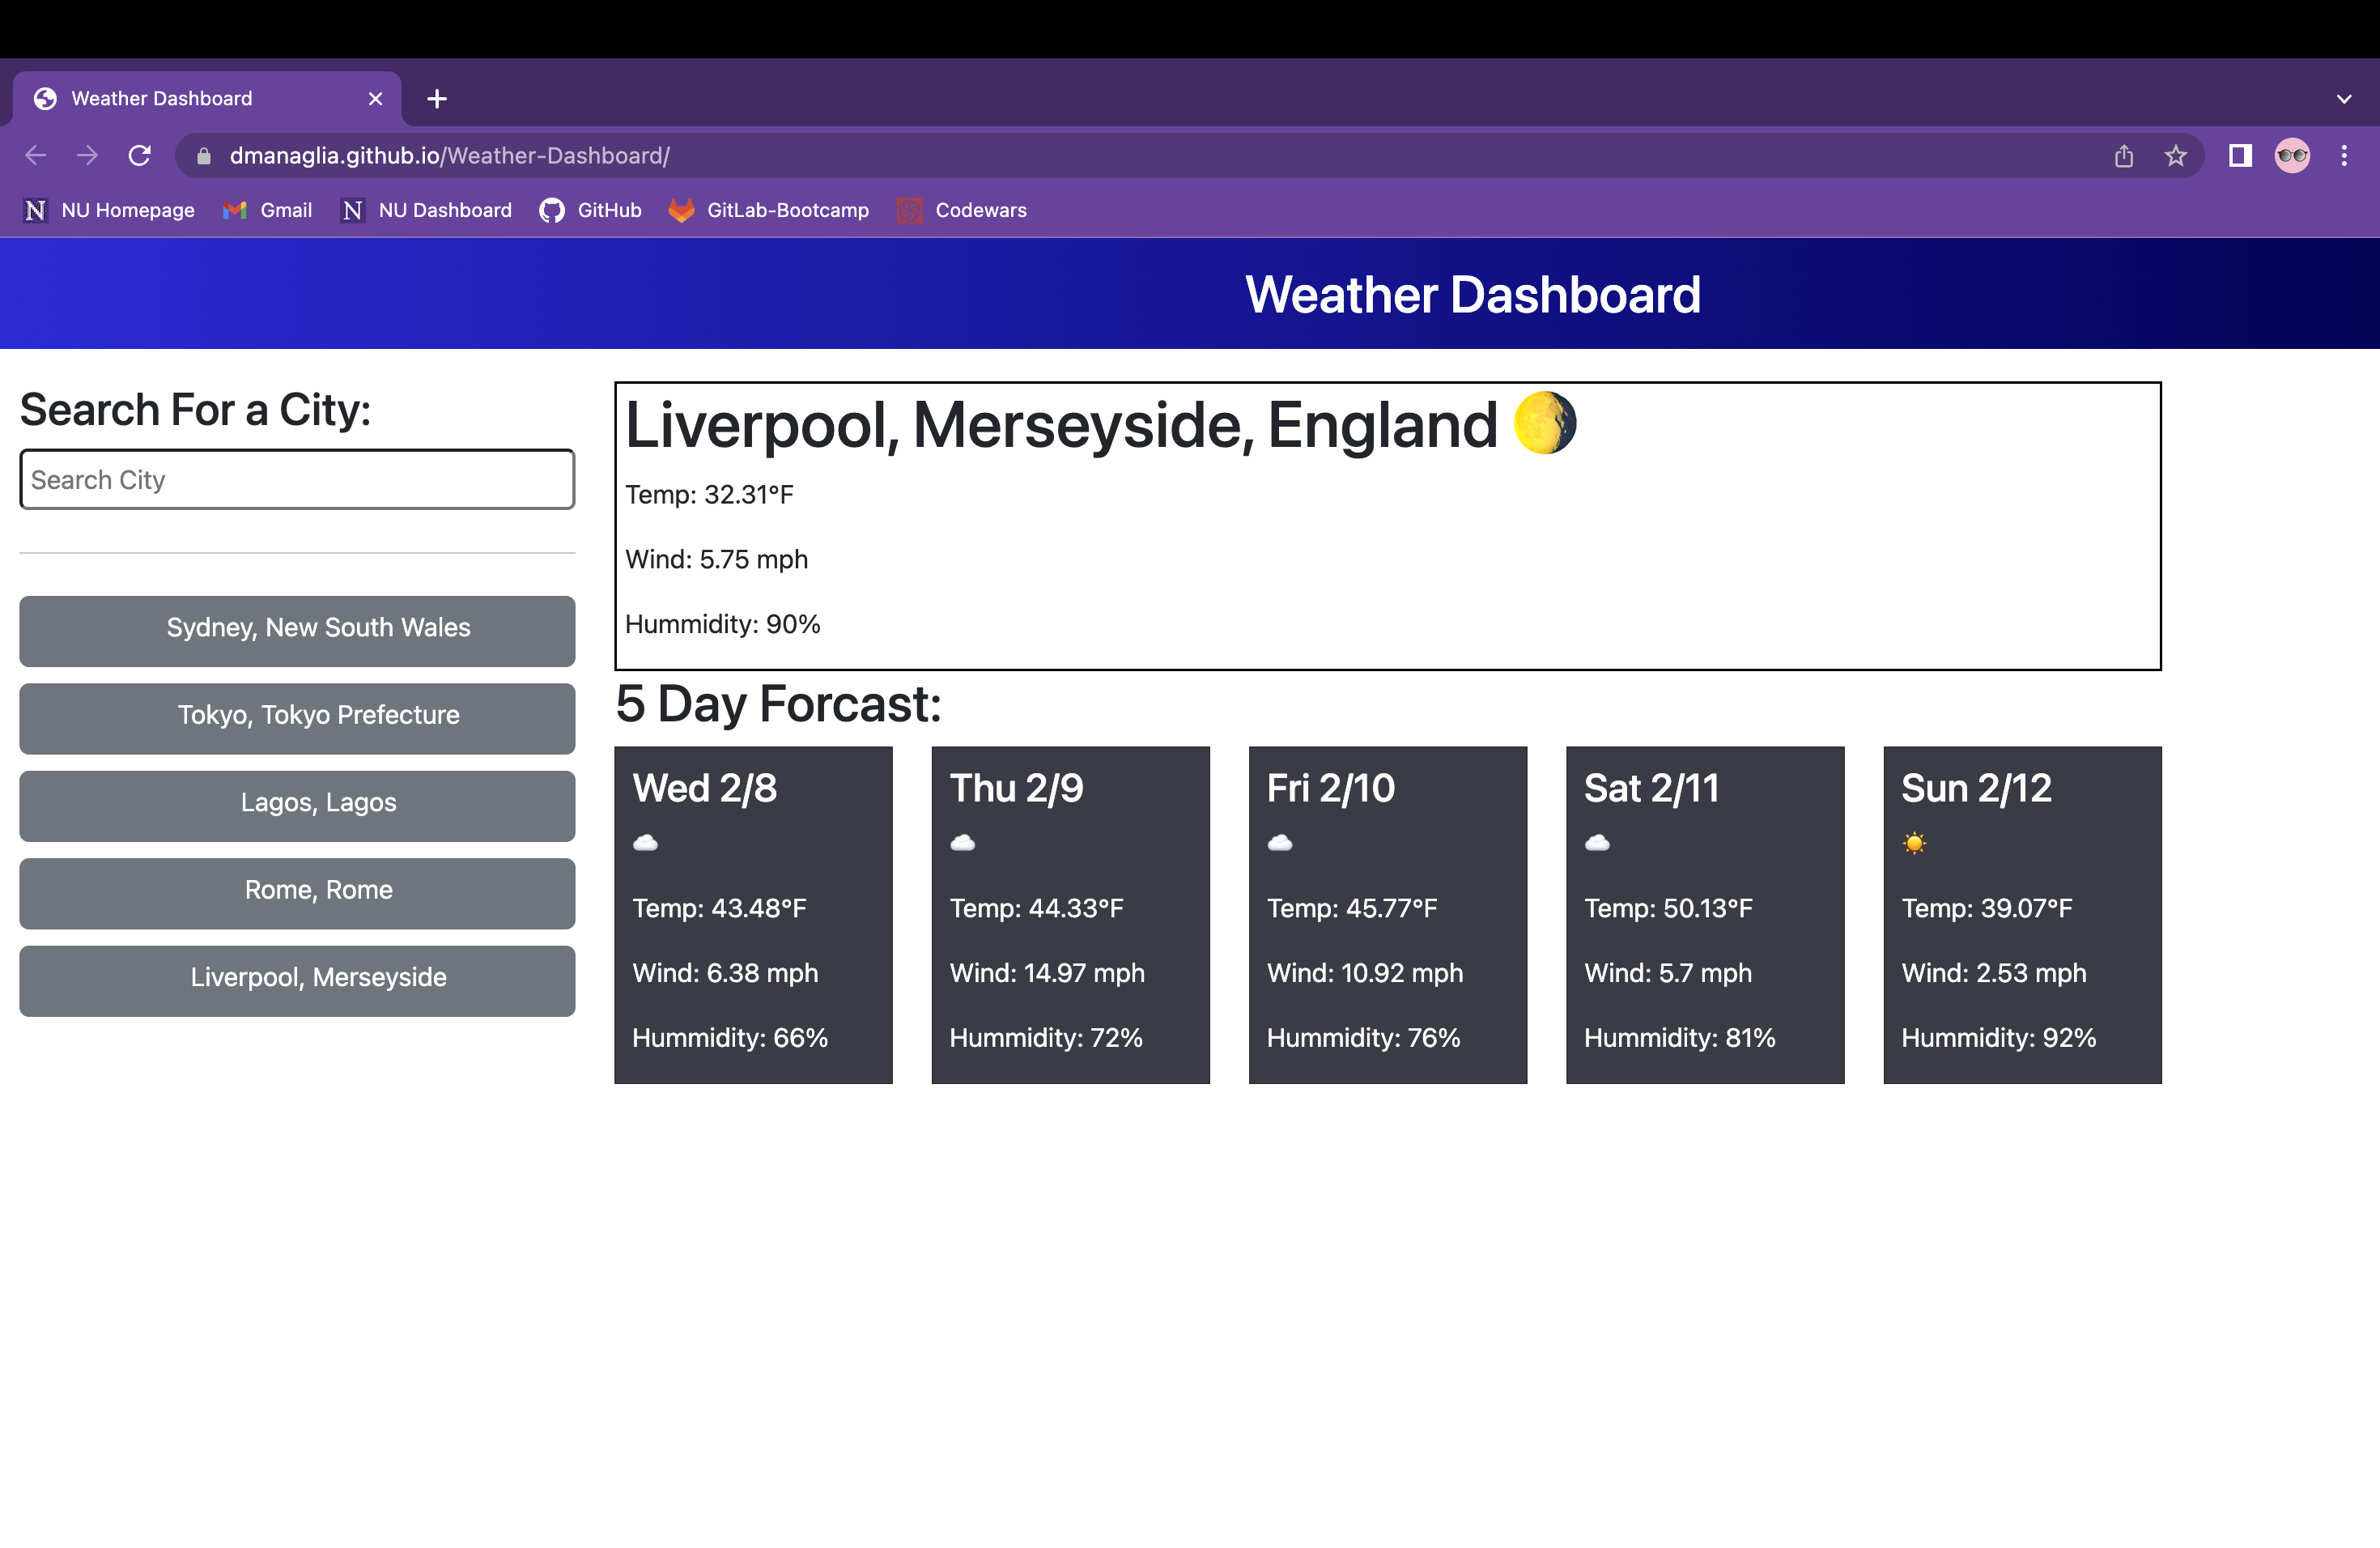 Weather Dashboard
dmanaglia.github.io/Weather-Dashboard/
NU Homepage Gmail NU Dashboard GitHub GitLab-Bootcamp Codewars
Weather Dashboard
Search For a City:
Search City
Sydney, New South Wales
Tokyo, Tokyo Prefecture
Lagos, Lagos
Rome, Rome
Liverpool, Merseyside
Liverpool, Merseyside, England
Temp: 32.31°F
Wind: 5.75 mph
Hummidity: 90%
5 Day Forcast:
Wed 2/8
Temp: 43.48°F
Wind: 6.38 mph
Hummidity: 66%
Thu 2/9
Temp: 44.33°F
Wind: 14.97 mph
Hummidity: 72%
Fri 2/10
Temp: 45.77°F
Wind: 10.92 mph
Hummidity: 76%
Sat 2/11
Temp: 50.13°F
Wind: 5.7 mph
Hummidity: 81%
Sun 2/12
Temp: 39.07°F
Wind: 2.53 mph
Hummidity: 92%